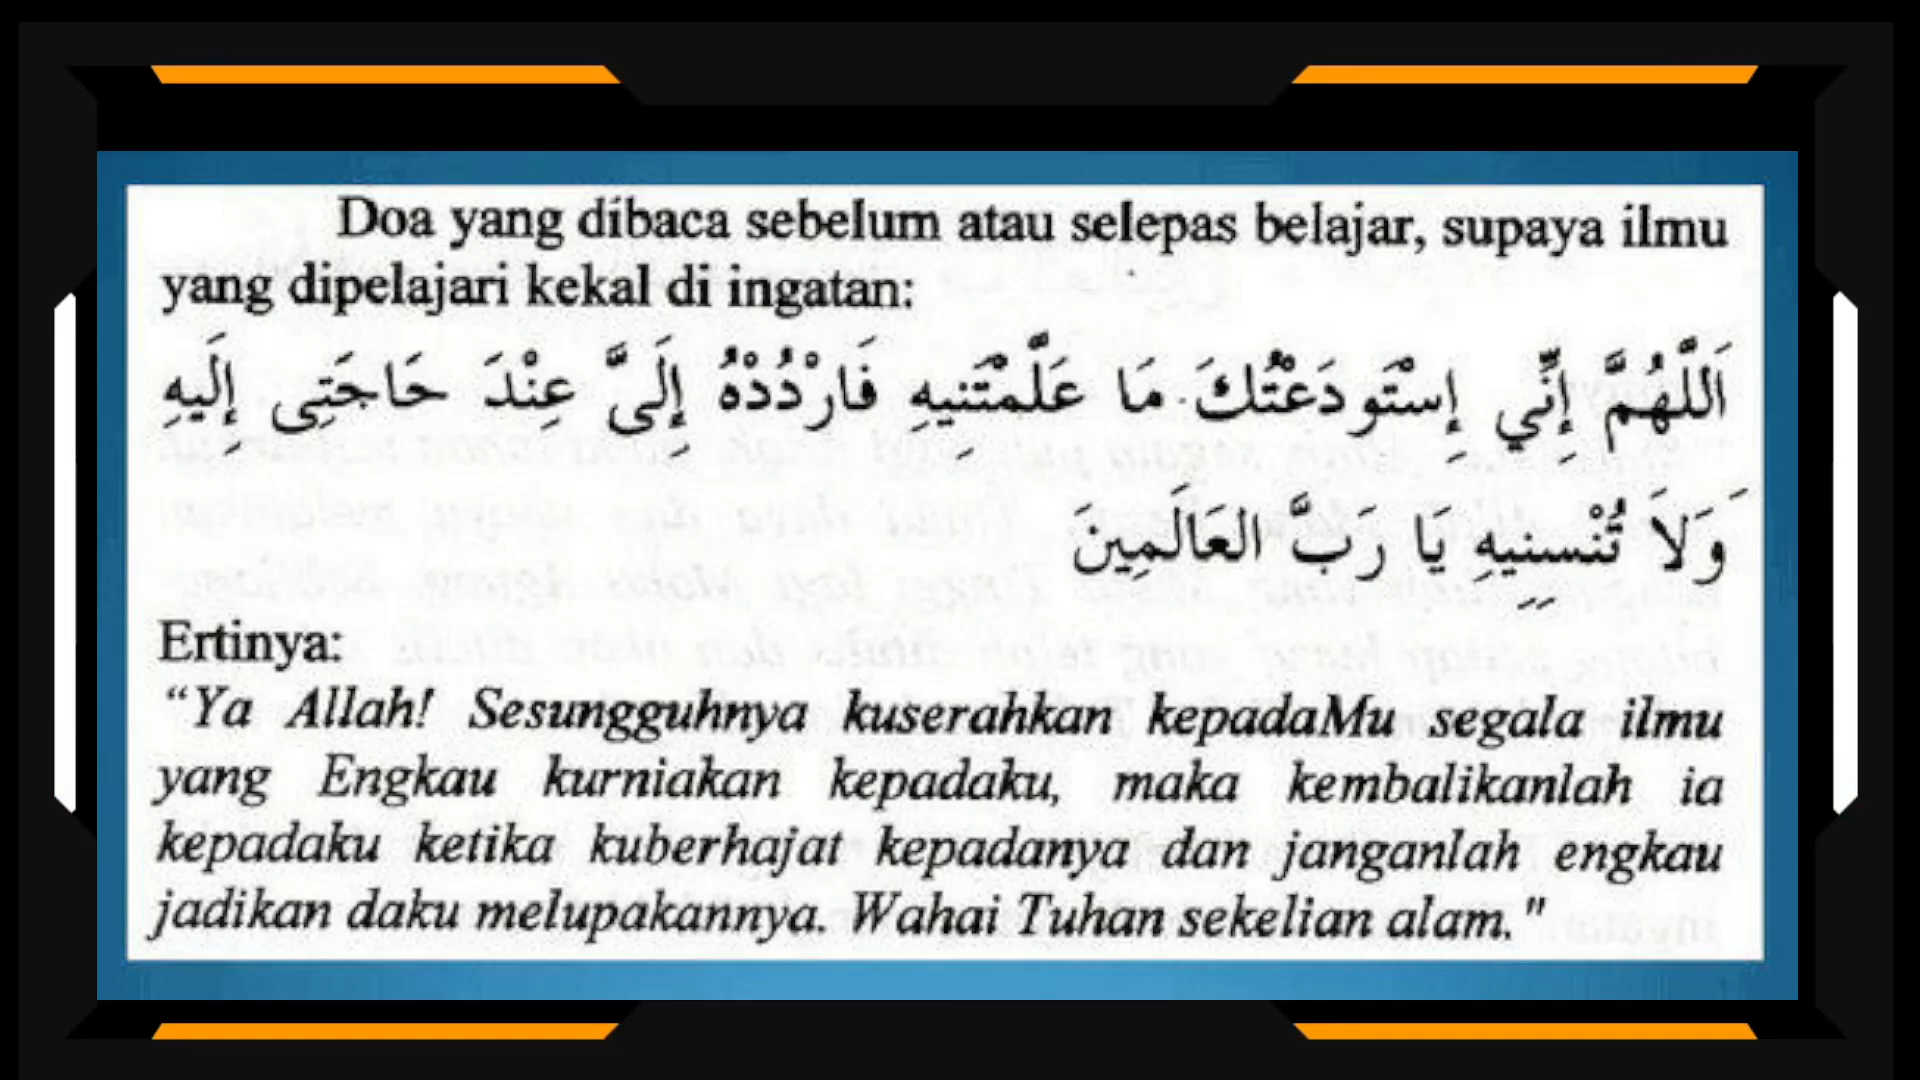 Doa yang dibaca sebelum atau selepas belajar, supaya ilmu
yang dipelajari kekal di ingatan:
اَللَّهُمَّ إِنِّي إِسْتَودَعْتُكَ مَا عَلَّمْتَنِيهِ فَارْدُدْهُ إِلَىَّ عِنْدَ حَاجَتِى إِلَيهِ
وَلاَ تُنْسِنِيهِ يَا رَبَّ العَالَمِينَ
Ertinya:
“Ya Allah! Sesungguhnya kuserahkan kepadaMu segala ilmu
yang Engkau kurniakan kepadaku, maka kembalikanlah ia
kepadaku ketika kuberhajat kepadanya dan janganlah engkau
jadikan daku melupakannya. Wahai Tuhan sekelian alam."